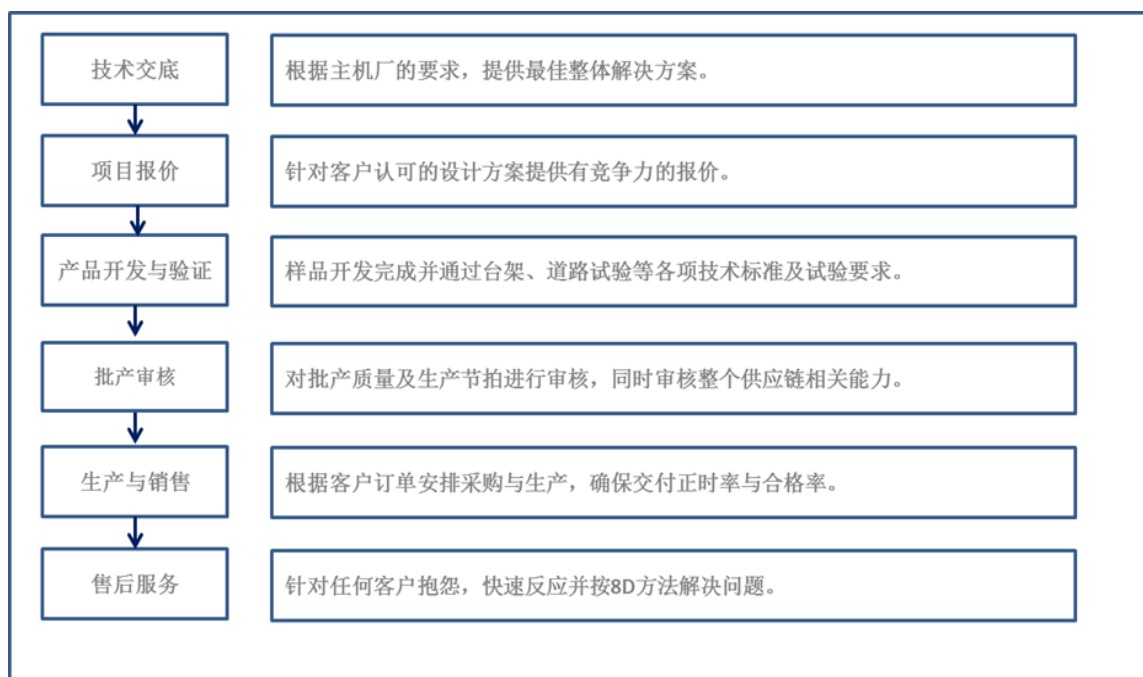 技术交底
根据主机厂的要求，提供最佳整体解决方案。
项目报价
针对客户认可的设计方案提供有竞争力的报价。
产品开发与验证
样品开发完成并通过台架、道路试验等各项技术标准及试验要求。
批产审核
对批产质量及生产节拍进行审核，同时审核整个供应链相关能力。
生产与销售
根据客户订单安排采购与生产，确保交付正时率与合格率。
售后服务
针对任何客户抱怨，快速反应并按8D方法解决问题。